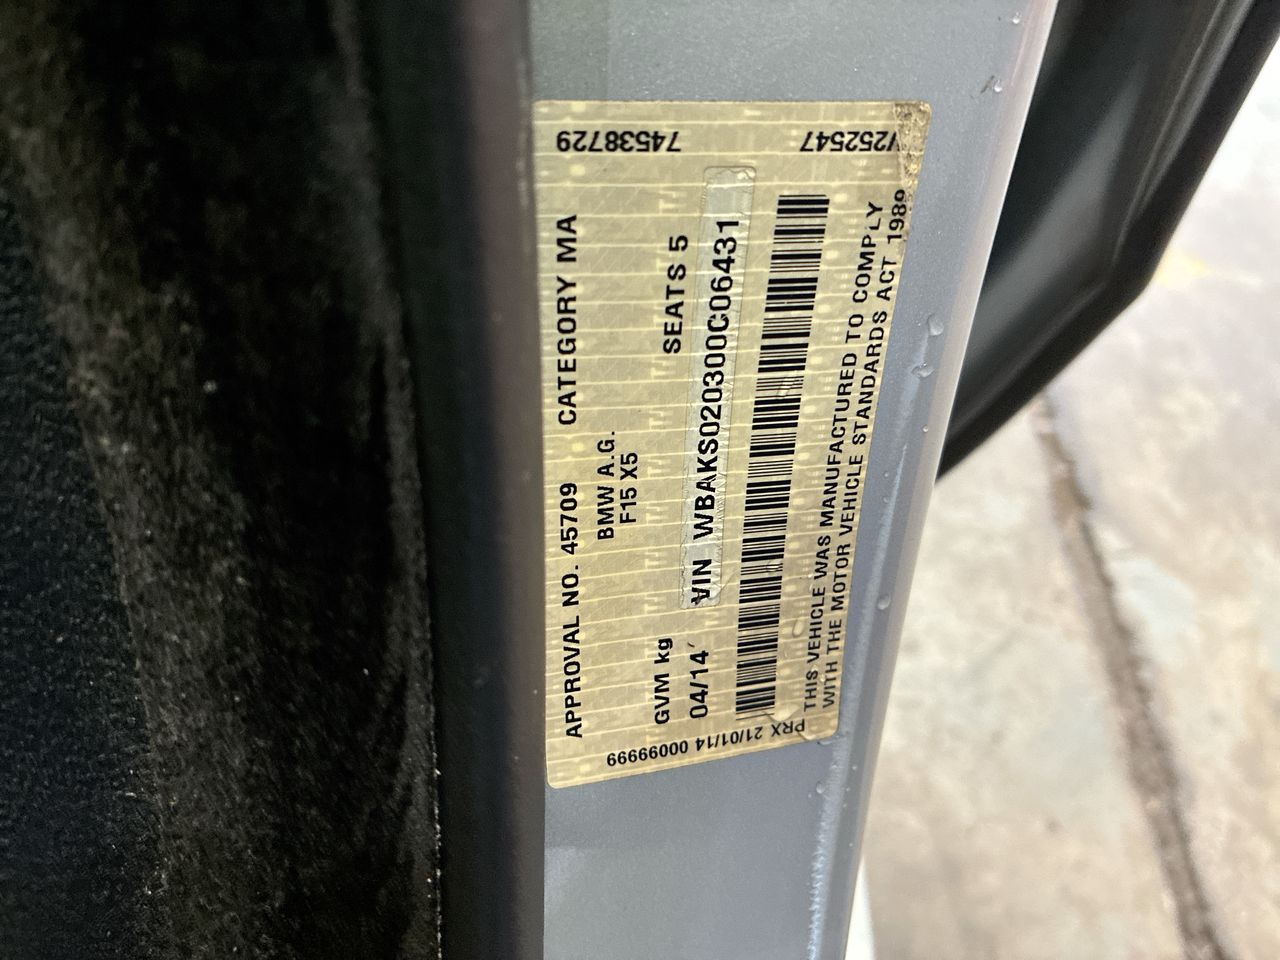 APPROVAL NO. 45709 CATEGORY MA
BMW A.G.
F15 X5
GVM kg SEATS 5
04/14 VIN WBAKS020300C06431
THIS VEHICLE WAS MANUFACTURED TO COMPLY
WITH THE MOTOR VEHICLE STANDARDS ACT 1989
74538729 V252547
PRX 21/01/14 00099999